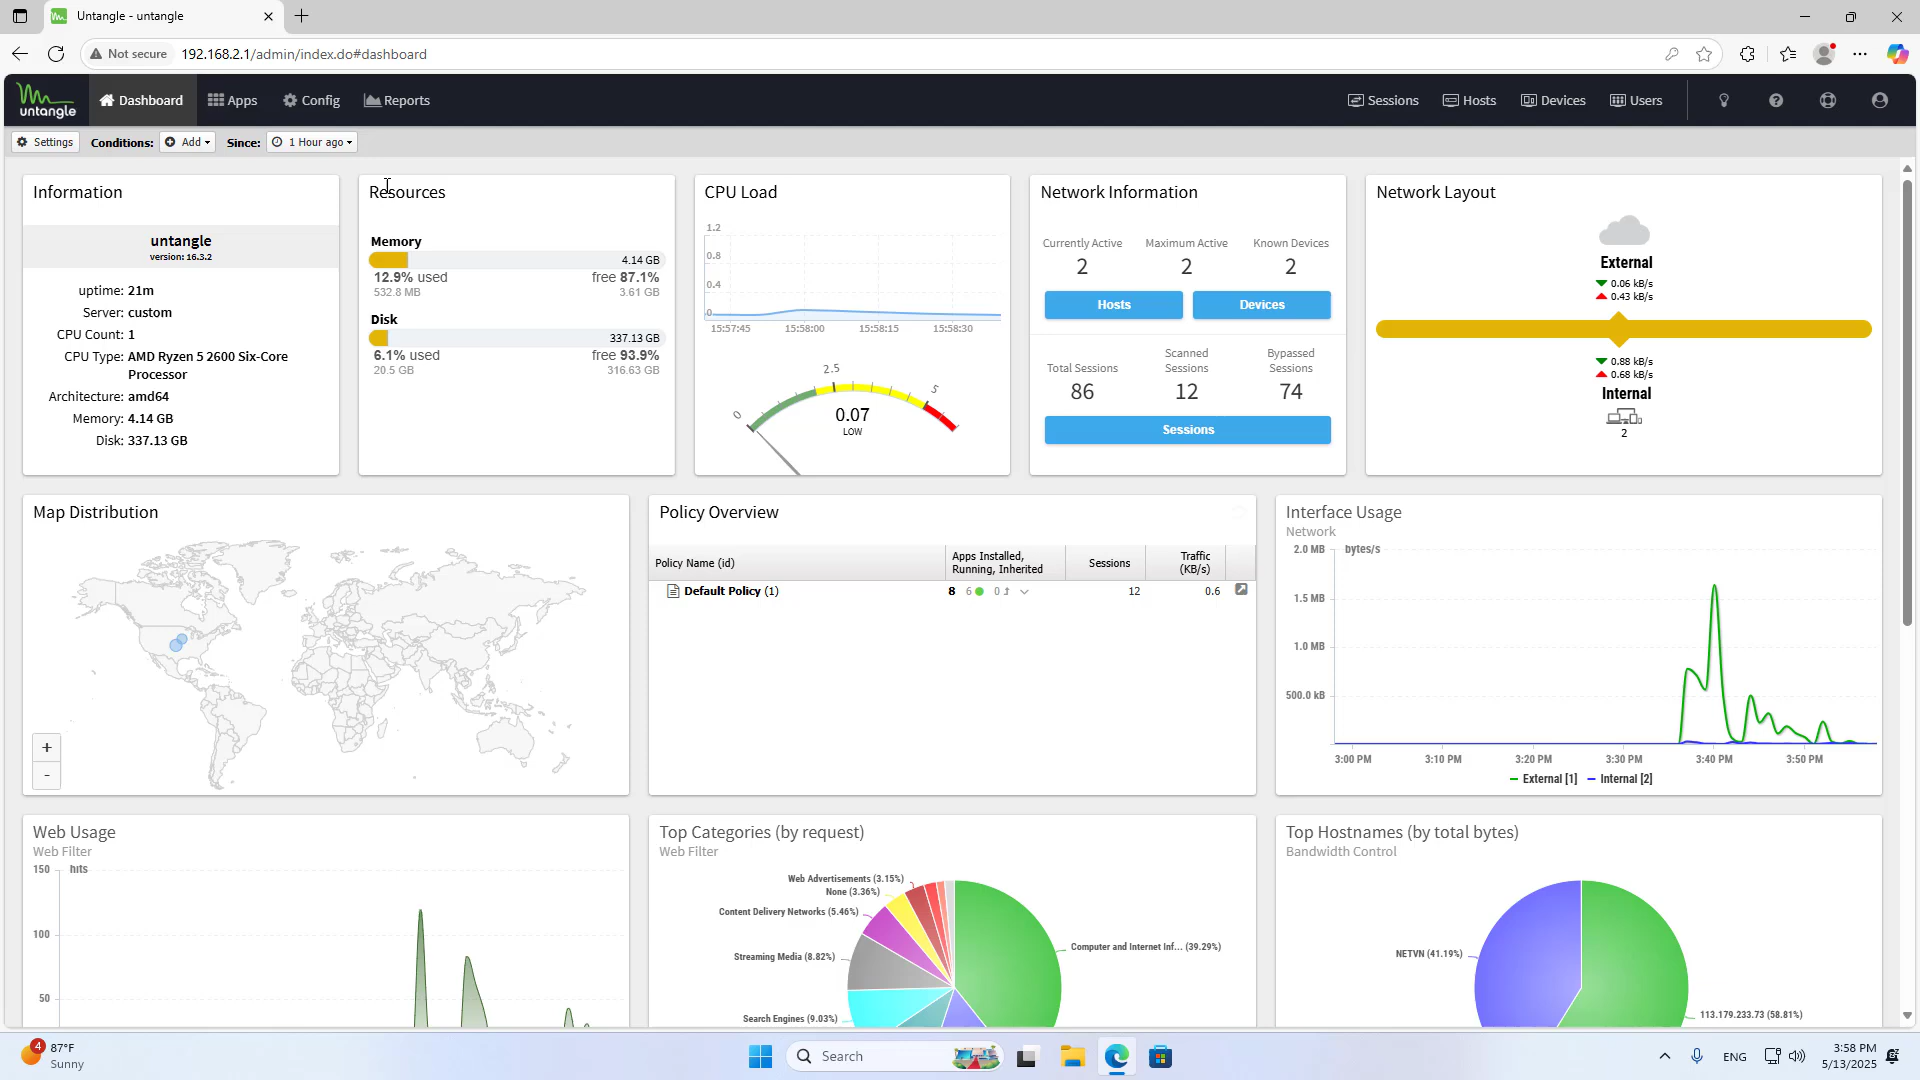 Untangle - untangle
Not secure
192.168.2.1/admin/index.do#dashboard
untangle
Dashboard
Apps
Config
Reports
Sessions
Hosts
Devices
Users
Settings
Conditions:
Add
Since:
1 Hour ago
Information
untangle
version: 16.3.2
uptime: 21m
Server: custom
CPU Count: 1
CPU Type: AMD Ryzen 5 2600 Six-Core
Processor
Architecture: amd64
Memory: 4.14 GB
Disk: 337.13 GB
Resources
Memory
4.14 GB
12.9% used
free 87.1%
532.8 MB
3.61 GB
Disk
337.13 GB
6.1% used
free 93.9%
20.5 GB
316.63 GB
CPU Load
1.2
0.8
0.4
0
15:57:45
15:58:00
15:58:15
15:58:30
0
2.5
5
0.07
LOW
Network Information
Currently Active
Maximum Active
Known Devices
2
2
2
Hosts
Devices
Total Sessions
Scanned
Sessions
Bypassed
Sessions
86
12
74
Sessions
Network Layout
External
0.06 kB/s
0.43 kB/s
0.88 kB/s
0.68 kB/s
Internal
2
Map Distribution
+
-
Policy Overview
Policy Name (id)
Apps Installed,
Running, Inherited
Sessions
Traffic
(KB/s)
Default Policy (1)
8
6
0
12
0.6
Interface Usage
Network
2.0 MB
bytes/s
1.5 MB
1.0 MB
500.0 kB
3:00 PM
3:10 PM
3:20 PM
3:30 PM
3:40 PM
3:50 PM
External [1]
Internal [2]
Web Usage
Web Filter
150
hits
100
50
Top Categories (by request)
Web Filter
Web Advertisements (3.15%)
None (3.36%)
Content Delivery Networks (5.46%)
Streaming Media (8.82%)
Search Engines (9.03%)
Computer and Internet Inf... (39.29%)
Top Hostnames (by total bytes)
Bandwidth Control
NETVN (41.19%)
113.179.233.73 (58.81%)
4
87°F
Sunny
Search
ENG
3:58 PM
5/13/2025